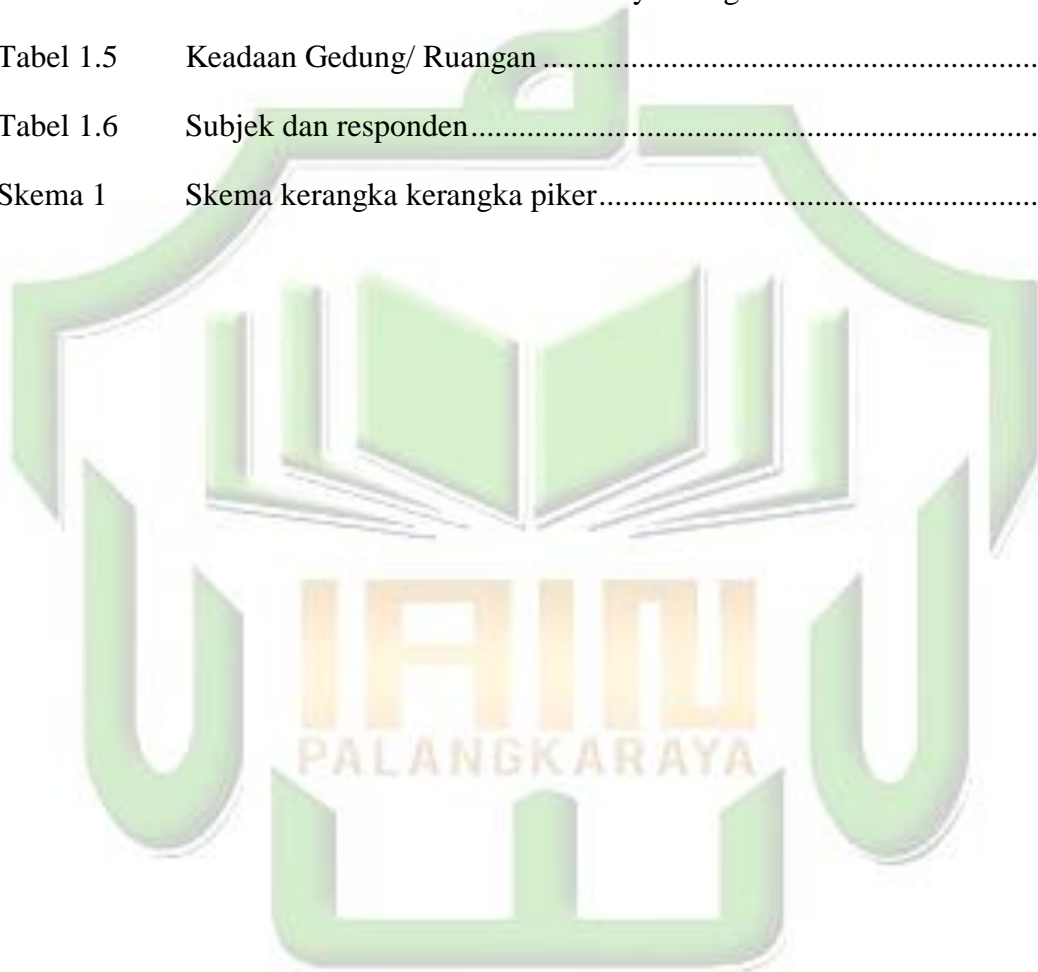 Tabel 1.5 Keadaan Gedung/ Ruangan ..............................................................
Tabel 1.6 Subjek dan responden.......................................................................
Skema 1 Skema kerangka kerangka piker.......................................................
IAIN
PALANGKARAYA